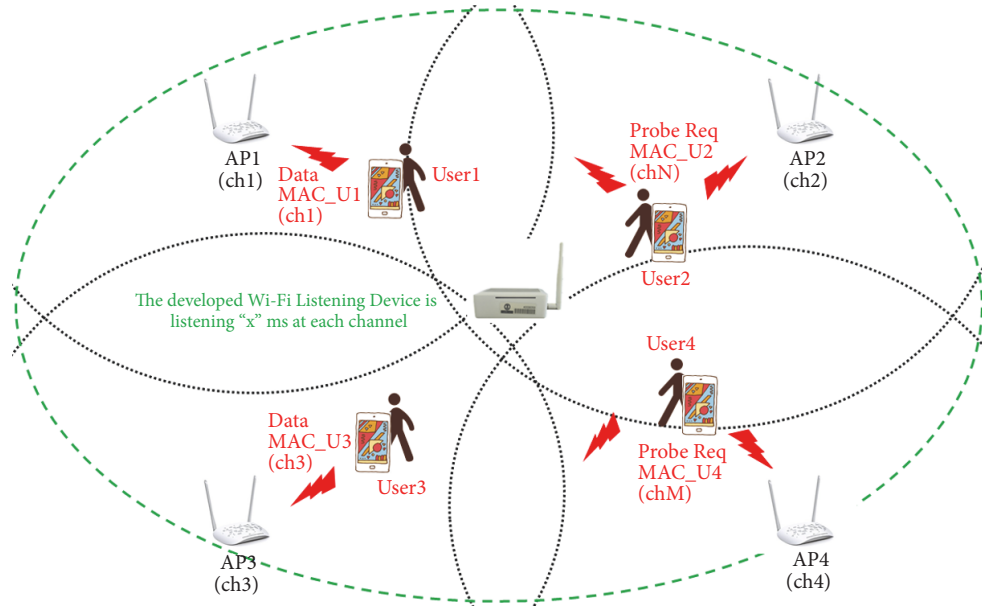 AP1
(ch1)
Data
MAC_U1
(ch1)
User1
Probe Req
MAC_U2
(chN)
User2
AP2
(ch2)
The developed Wi-Fi Listening Device is
listening “x” ms at each channel
Data
MAC_U3
(ch3)
User3
AP3
(ch3)
User4
Probe Req
MAC_U4
(chM)
AP4
(ch4)